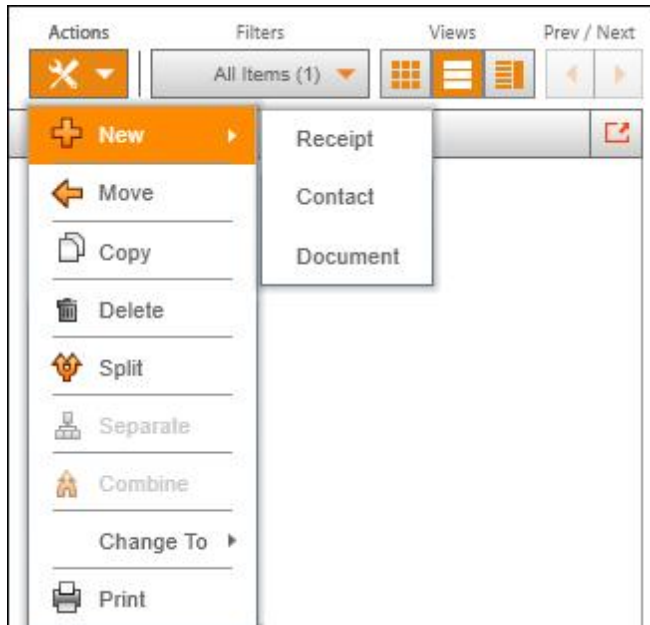 Actions Filters Views Prev / Next
All Items (1)
New
Receipt
Move
Contact
Copy
Document
Delete
Split
Separate
Combine
Change To
Print